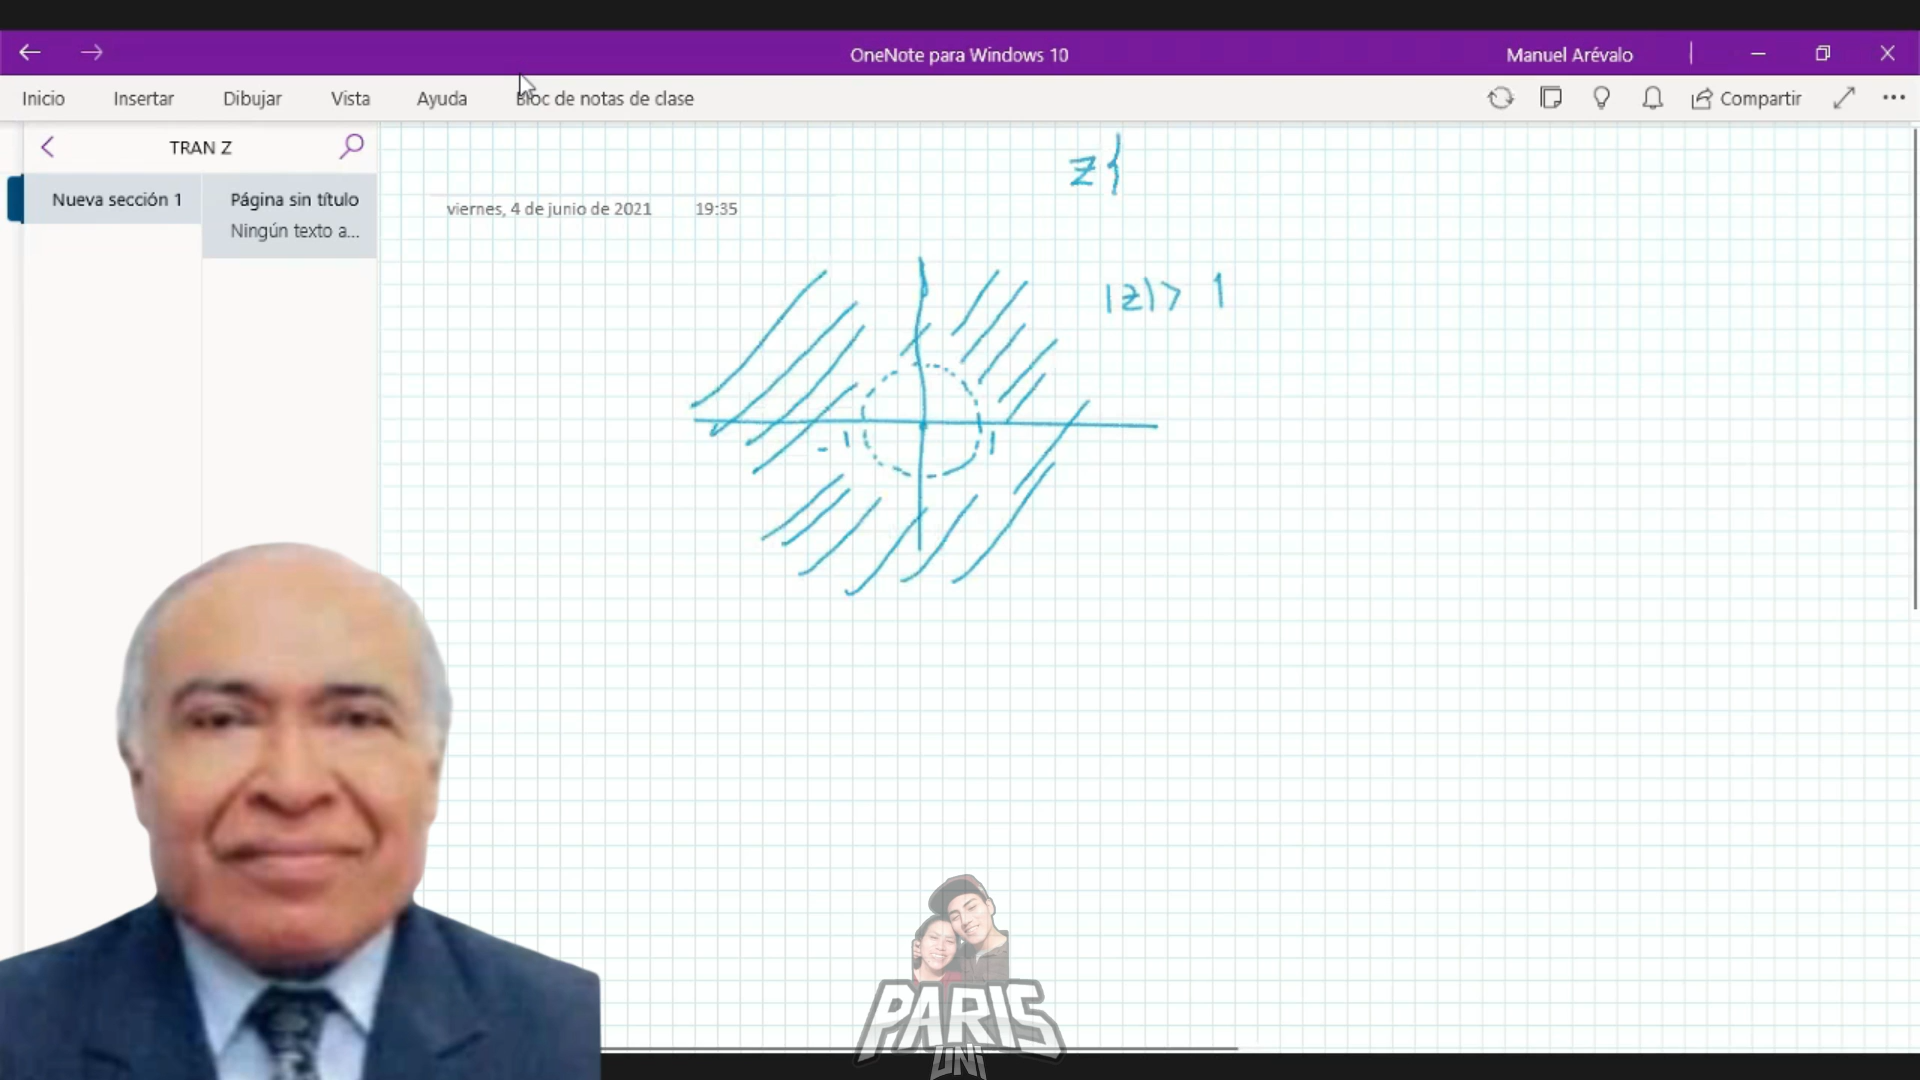 OneNote para Windows 10
Manuel Arévalo
Inicio Insertar Dibujar Vista Ayuda Bloc de notas de clase
Compartir
TRAN Z
Nueva sección 1
Página sin título
Ningún texto a...
viernes, 4 de junio de 2021 19:35
z{
|z|> 1
-1 1
PARIS
UNI